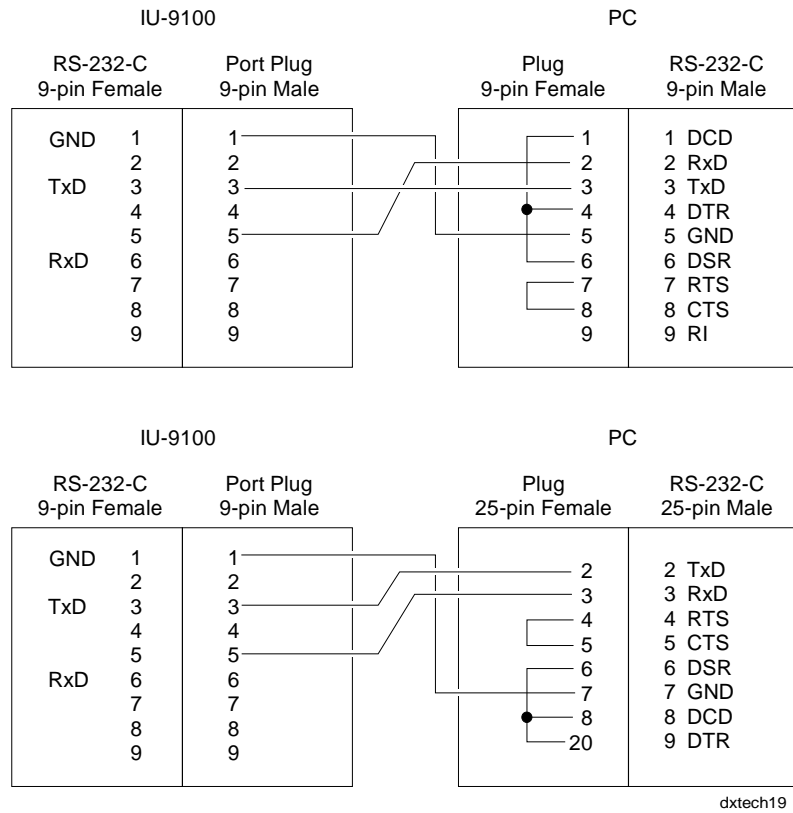 IU-9100 PC
RS-232-C Port Plug Plug RS-232-C
9-pin Female 9-pin Male 9-pin Female 9-pin Male
GND 1 1 1 1 DCD
2 2 2 2 RxD
TxD 3 3 3 3 TxD
4 4 4 4 DTR
5 5 5 5 GND
RxD 6 6 6 6 DSR
7 7 7 7 RTS
8 8 8 8 CTS
9 9 9 9 RI
IU-9100 PC
RS-232-C Port Plug Plug RS-232-C
9-pin Female 9-pin Male 25-pin Female 25-pin Male
GND 1 1
2 2 2 2 TxD
TxD 3 3 3 3 RxD
4 4 4 4 RTS
5 5 5 5 CTS
RxD 6 6 6 6 DSR
7 7 7 7 GND
8 8 8 8 DCD
9 9 20 9 DTR
dxtech19